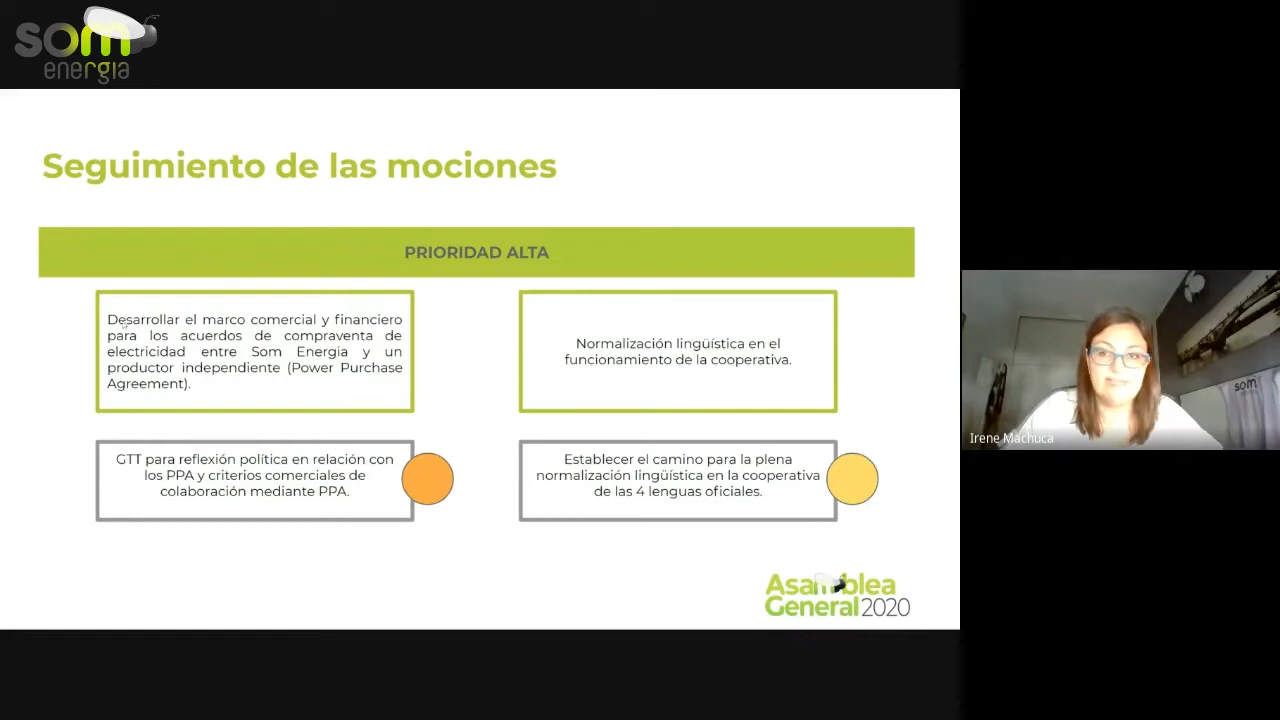 som
energia
Seguimiento de las mociones
PRIORIDAD ALTA
Desarrollar el marco comercial y financiero
para los acuerdos de compraventa de
electricidad entre Som Energia y un
productor independiente (Power Purchase
Agreement).
Normalización lingüística en el
funcionamiento de la cooperativa.
GTT para reflexión política en relación con
los PPA y criterios comerciales de
colaboración mediante PPA.
Establecer el camino para la plena
normalización lingüística en la cooperativa
de las 4 lenguas oficiales.
Asamblea
General 2020
som
Irene Machuca